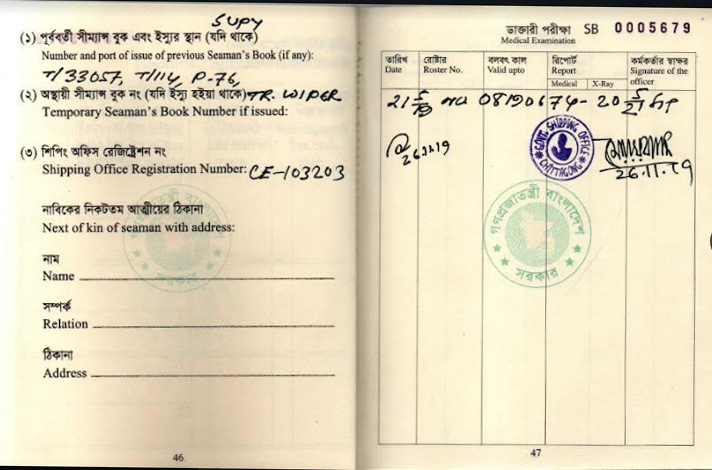 SUPY
(১) পূর্ববর্তী সীম্যান্স বুক এবং ইস্যুর স্থান (যদি থাকে)
Number and port of issue of previous Seaman's Book (if any):
T/33057, T/114, P-76,
(২) অস্থায়ী সীম্যান্স বুক নং (যদি ইস্যু হইয়া থাকে) TR. WIPER
Temporary Seaman's Book Number if issued:
(৩) শিপিং অফিস রেজিষ্ট্রেশন নং
Shipping Office Registration Number: CE-103203
নাবিকের নিকটতম আত্মীয়ের ঠিকানা
Next of kin of seaman with address:
নাম
Name
সম্পর্ক
Relation
ঠিকানা
Address
46
ডাক্তারী পরীক্ষা SB 0005679
Medical Examination
তারিখ রোষ্টার বলবৎ কাল রিপোর্ট কর্মকর্তার স্বাক্ষর
Date Roster No. Valid upto Report Signature of the officer
Medical X-Ray
21 5/19 08190674-20 5/21
26.11.19
GOVT. SHIPPING OFFICE CHATTAGONG
26.11.19
গণপ্রজাতন্ত্রী বাংলাদেশ
সরকার
47